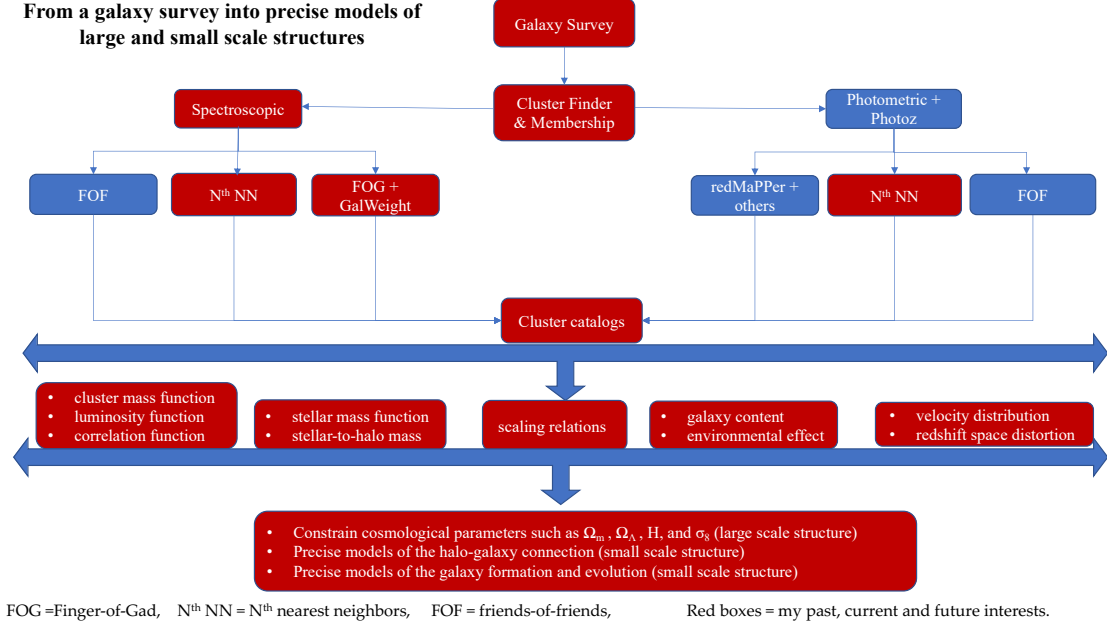 From a galaxy survey into precise models of
large and small scale structures
Galaxy Survey
Spectroscopic
Cluster Finder
& Membership
Photometric +
Photoz
FOF
Nth NN
FOG +
GalWeight
redMaPPer +
others
Nth NN
FOF
Cluster catalogs
• cluster mass function
• luminosity function
• correlation function
• stellar mass function
• stellar-to-halo mass
scaling relations
• galaxy content
• environmental effect
• velocity distribution
• redshift space distortion
• Constrain cosmological parameters such as Ωm , ΩΛ , H, and σ8 (large scale structure)
• Precise models of the halo-galaxy connection (small scale structure)
• Precise models of the galaxy formation and evolution (small scale structure)
FOG =Finger-of-Gad, Nth NN = Nth nearest neighbors, FOF = friends-of-friends, Red boxes = my past, current and future interests.